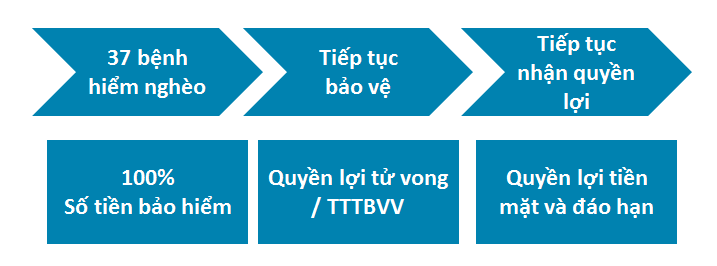 37 bệnh
hiểm nghèo
Tiếp tục
bảo vệ
Tiếp tục
nhận quyền
lợi
100%
Số tiền bảo hiểm
Quyền lợi tử vong
/ TTTBVV
Quyền lợi tiền
mặt và đáo hạn